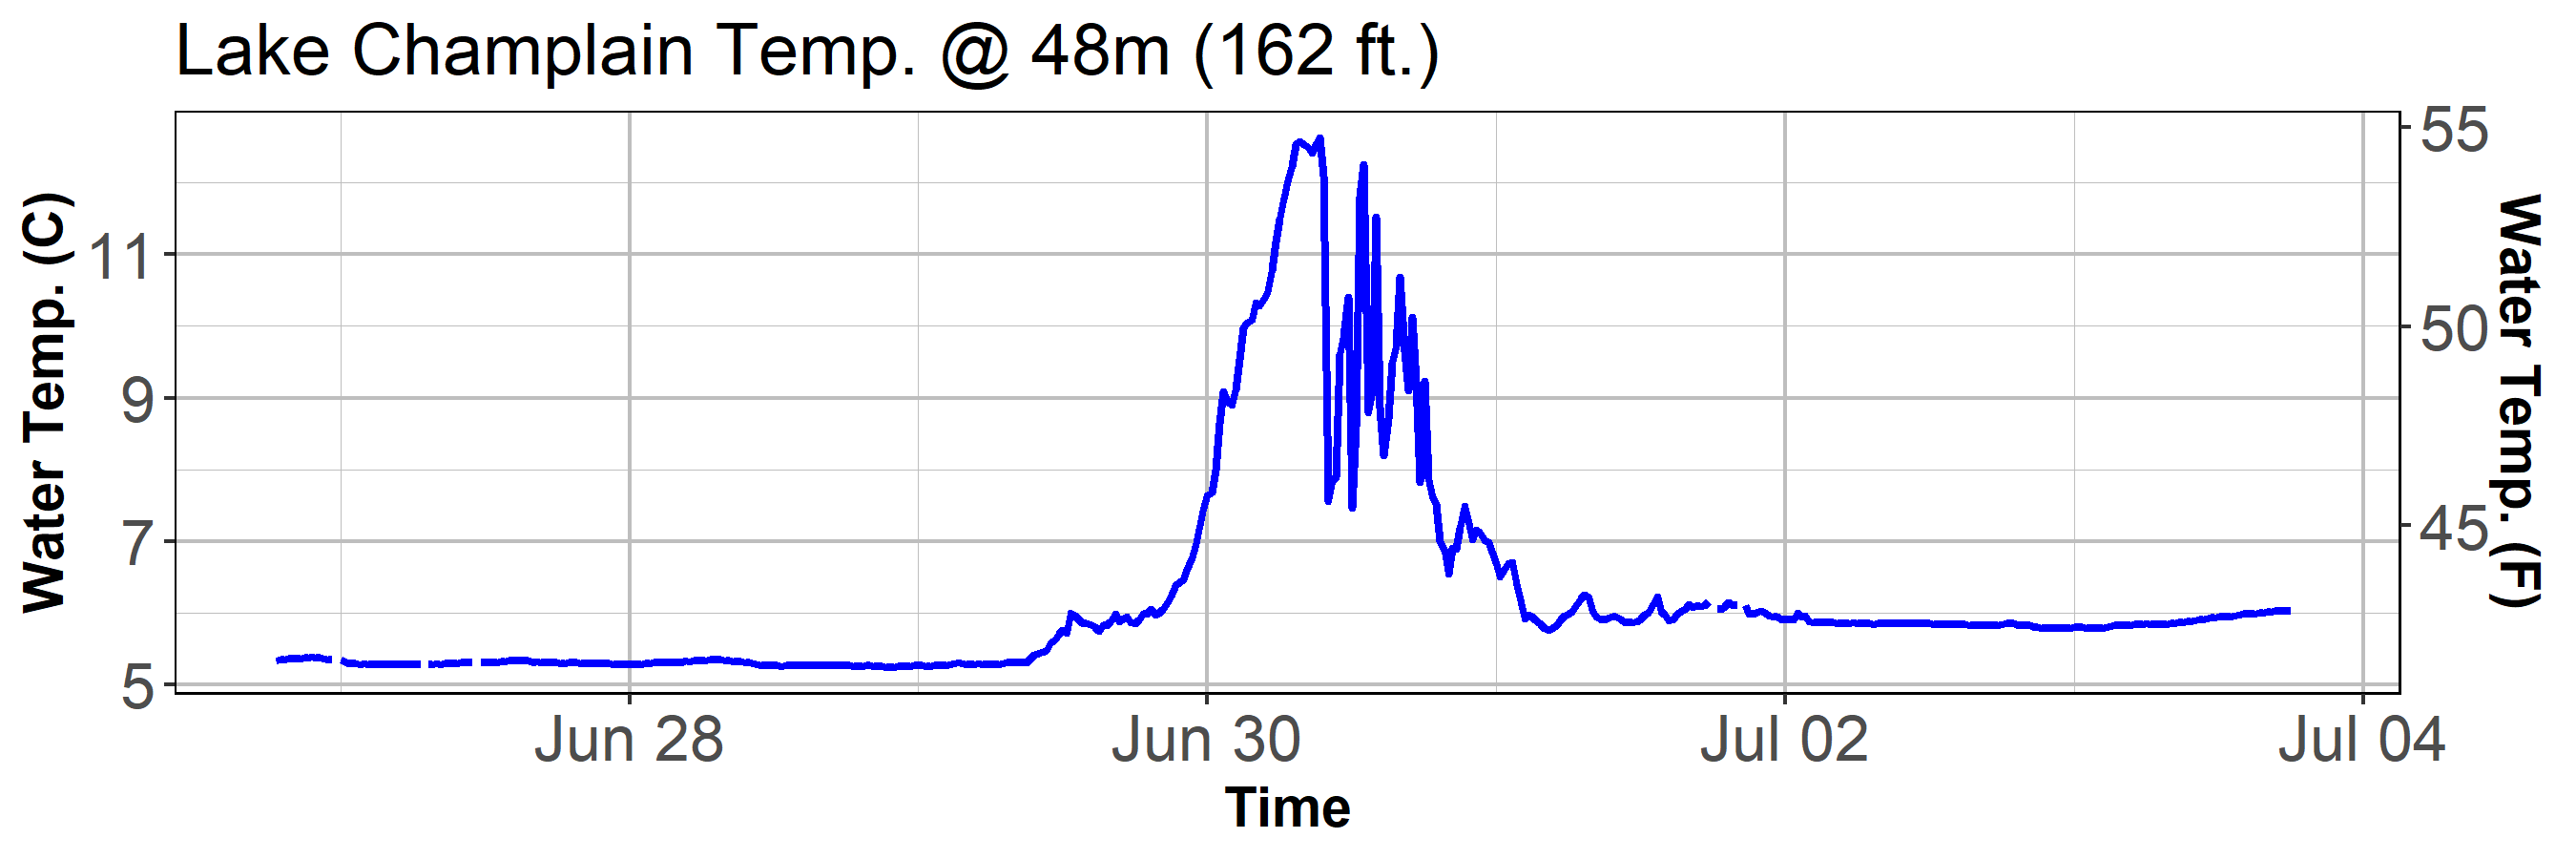 Lake Champlain Temp. @ 48m (162 ft.)
Water Temp. (C)
11
9
7
5
55
50
45
Water Temp. (F)
Jun 28
Jun 30
Jul 02
Jul 04
Time